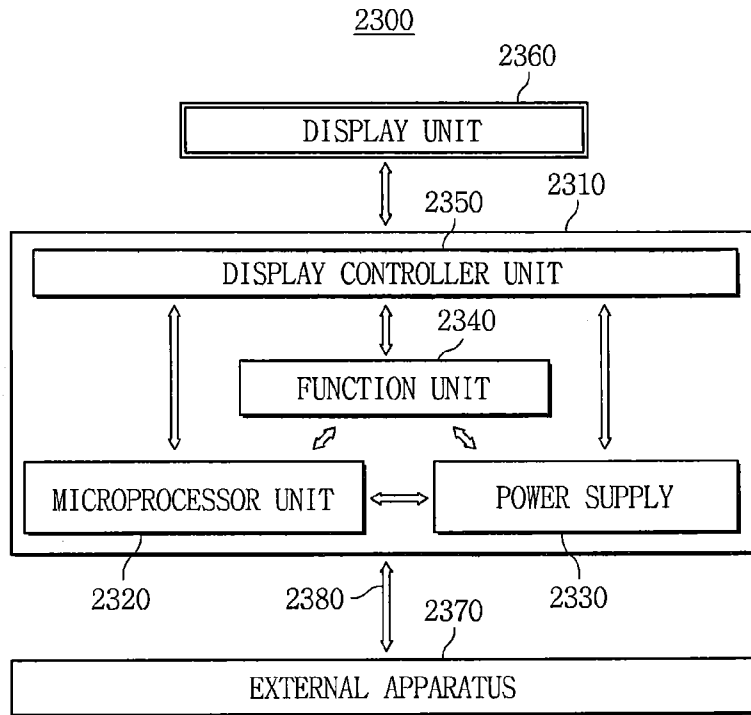 2300
2360
DISPLAY UNIT
2310
2350
DISPLAY CONTROLLER UNIT
2340
FUNCTION UNIT
MICROPROCESSOR UNIT
POWER SUPPLY
2320
2380
2330
2370
EXTERNAL APPARATUS